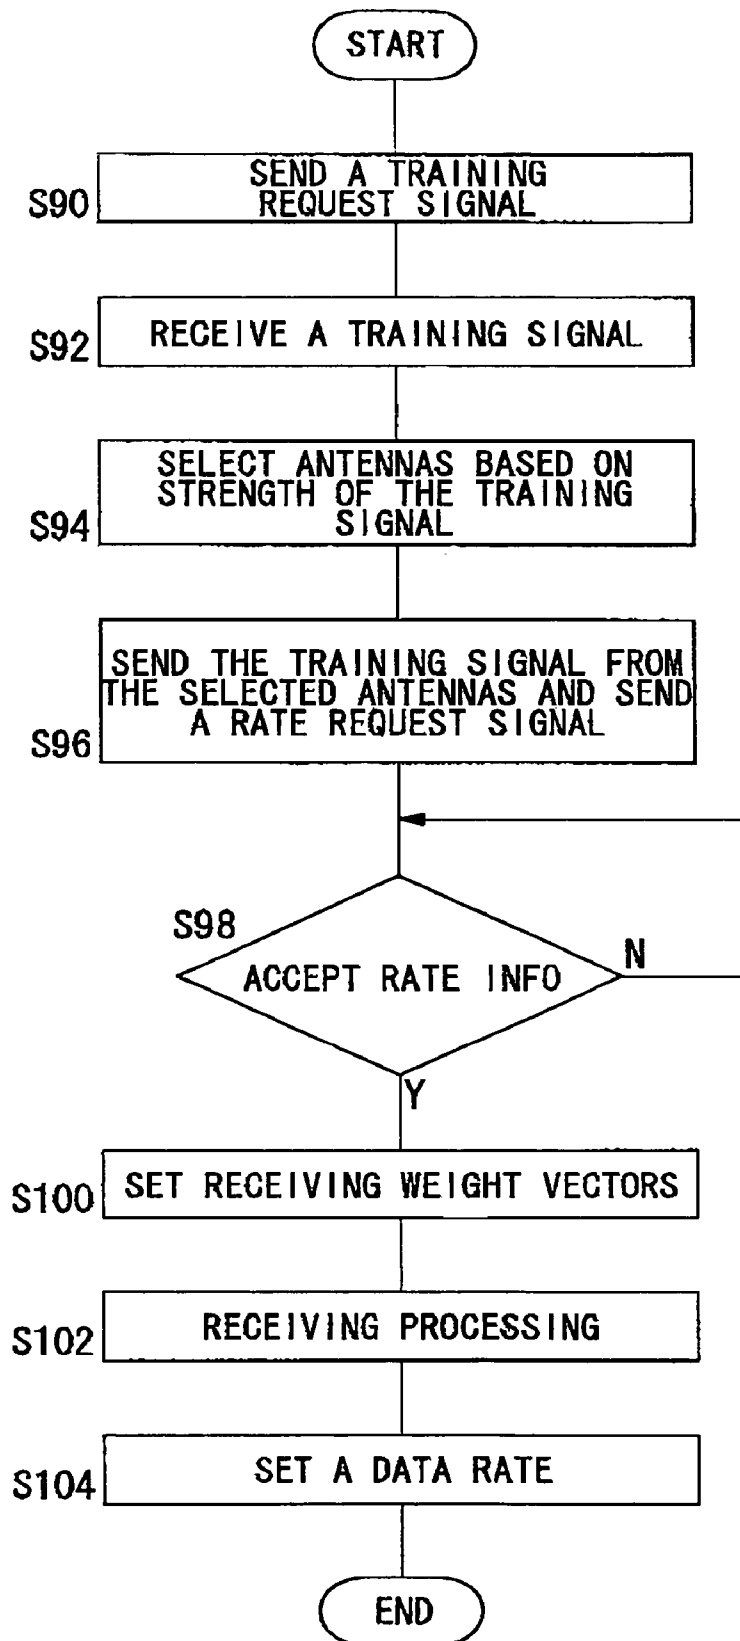 START
SEND A TRAINING
REQUEST SIGNAL
S90
RECEIVE A TRAINING SIGNAL
S92
SELECT ANTENNAS BASED ON
STRENGTH OF THE TRAINING
SIGNAL
S94
SEND THE TRAINING SIGNAL FROM
THE SELECTED ANTENNAS AND SEND
A RATE REQUEST SIGNAL
S96
S98
ACCEPT RATE INFO
N
Y
SET RECEIVING WEIGHT VECTORS
S100
RECEIVING PROCESSING
S102
SET A DATA RATE
S104
END